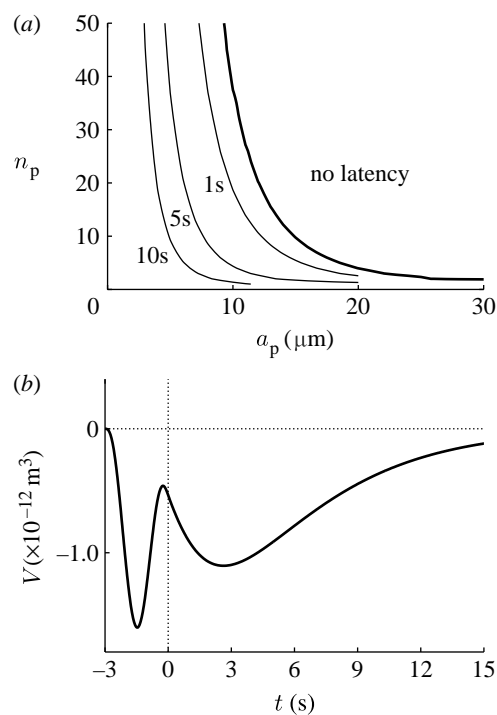 (a)
50
40
30
n_p
20
10
no latency
1s
5s
10s
0 10 20 30
a_p (μm)
(b)
0
−1.0
V (×10⁻¹² m³)
−3 0 3 6 9 12 15
t (s)